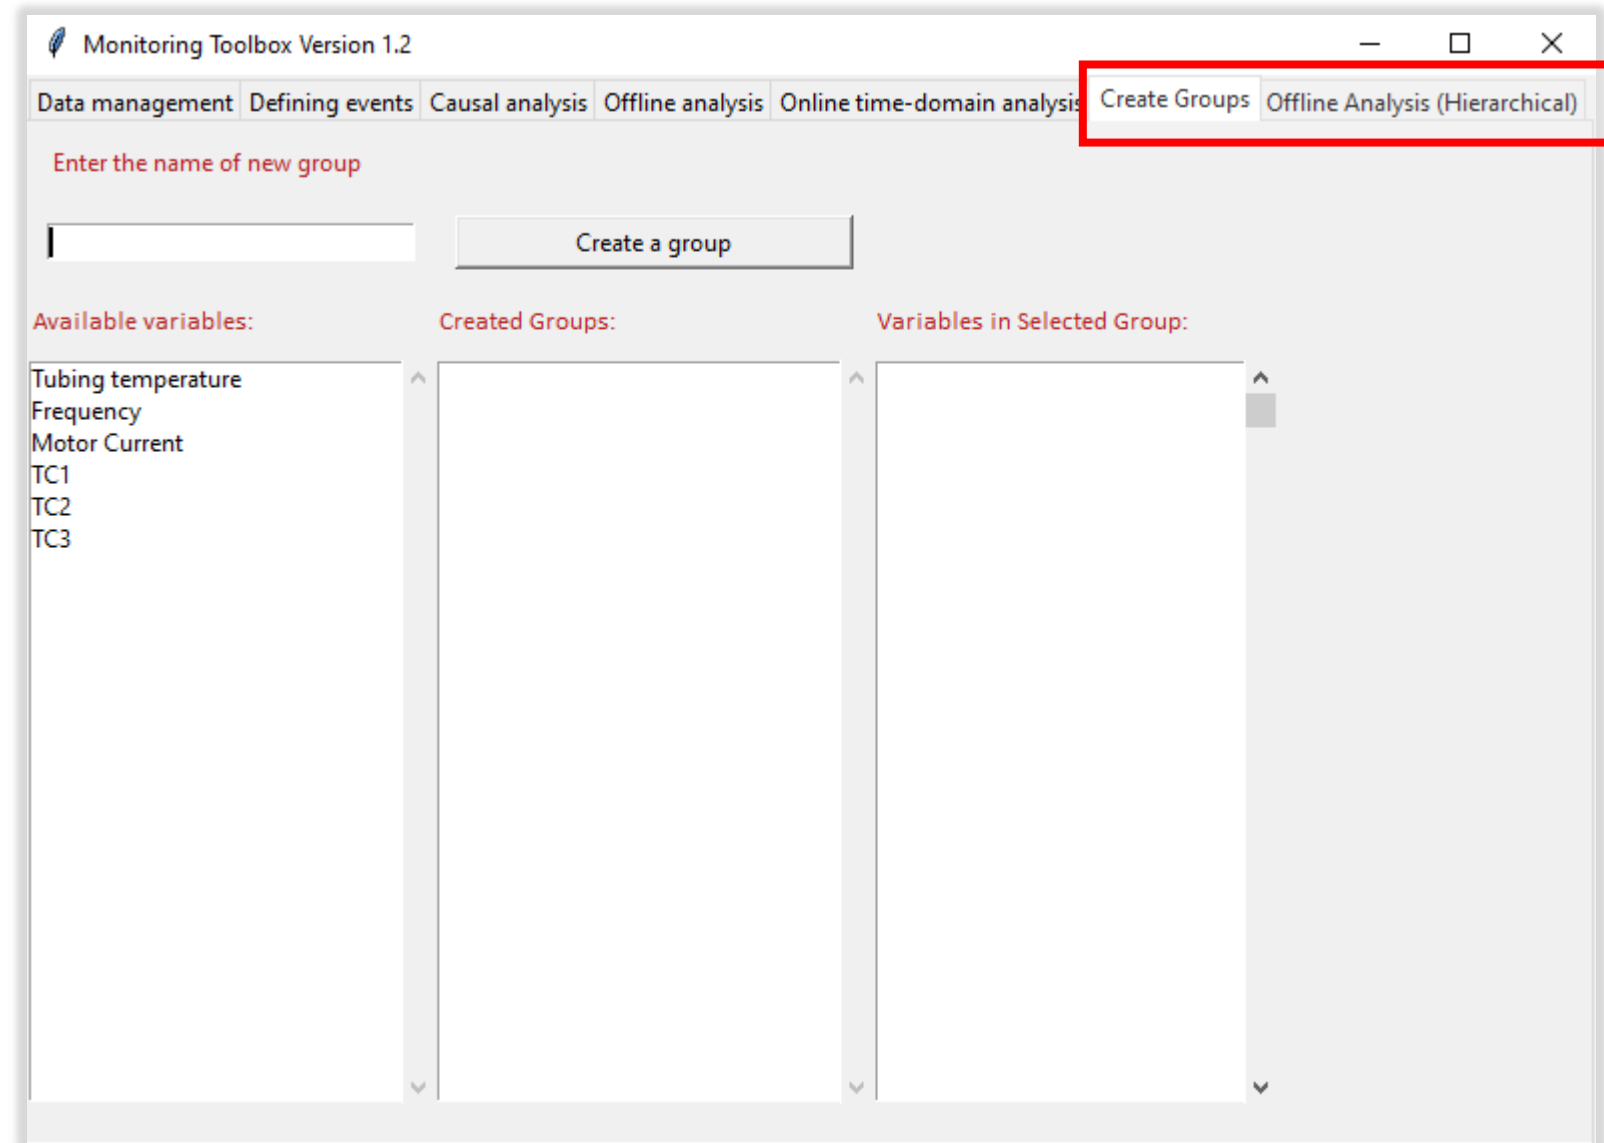 Monitoring Toolbox Version 1.2
Data management Defining events Causal analysis Offline analysis Online time-domain analysis Create Groups Offline Analysis (Hierarchical)
Enter the name of new group
Create a group
Available variables: Created Groups: Variables in Selected Group:
Tubing temperature
Frequency
Motor Current
TC1
TC2
TC3